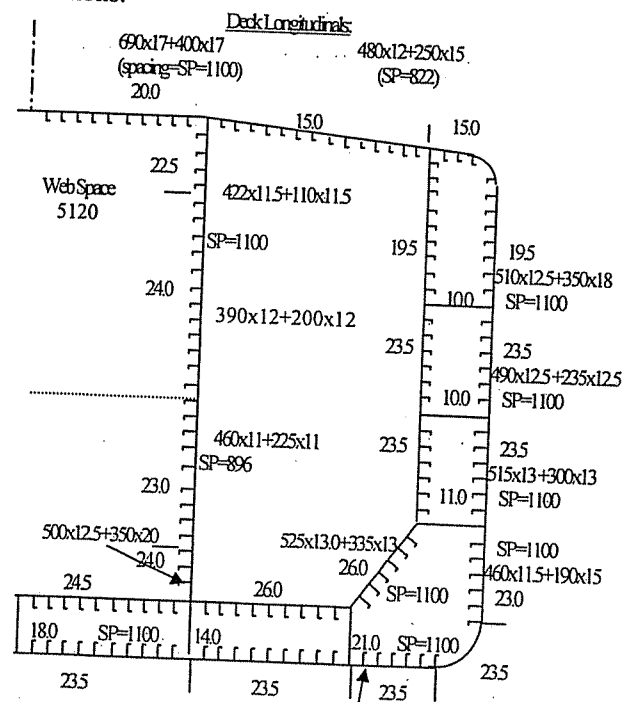 Deck Longitudinals:
690x17+400x17
(spacing=SP=1100)
480x12+250x15
(SP=822)
20.0
15.0
15.0
22.5
Web Space
5120
422x11.5+110x11.5
SP=1100
19.5
19.5
510x12.5+350x18
SP=1100
24.0
10.0
390x12+200x12
23.5
23.5
490x12.5+235x12.5
SP=1100
10.0
460x11+225x11
SP=896
23.5
23.5
515x13+300x13
SP=1100
23.0
11.0
500x12.5+350x20
24.0
525x13.0+335x13
26.0
SP=1100
SP=1100
460x11.5+190x15
23.0
24.5
26.0
18.0
SP=1100
14.0
21.0
SP=1100
23.5
23.5
23.5
23.5